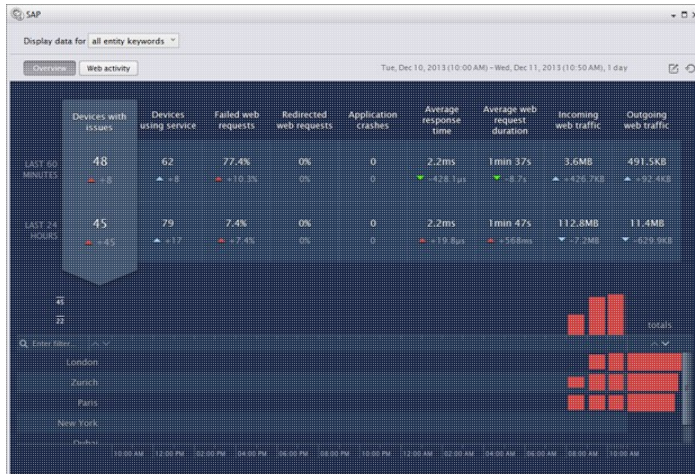 SAP
Display data for all entity keywords
Overview Web activity Tue, Dec 10, 2013 (10:00 AM) - Wed, Dec 11, 2013 (10:50 AM), 1 day
Devices with issues Devices using service Failed web requests Redirected web requests Application crashes Average response time Average web request duration Incoming web traffic Outgoing web traffic
LAST 60 MINUTES 48 62 77.4% 0% 0 2.2ms 1min 37s 3.6MB 491.5KB
+8 +8 +10.3% 0% 0 -428.1µs -8.7s +426.7KB +92.4KB
LAST 24 HOURS 45 79 7.4% 0% 0 2.2ms 1min 47s 112.8MB 11.4MB
+45 +17 +7.4% 0% 0 +19.8µs +568ms -7.2MB -629.9KB
45
22
totals
Enter filter...
London
Zurich
Paris
New York
Dubai
10:00 AM 12:00 PM 02:00 PM 04:00 PM 06:00 PM 08:00 PM 10:00 PM 12:00 AM 02:00 AM 04:00 AM 06:00 AM 08:00 AM 10:00 AM